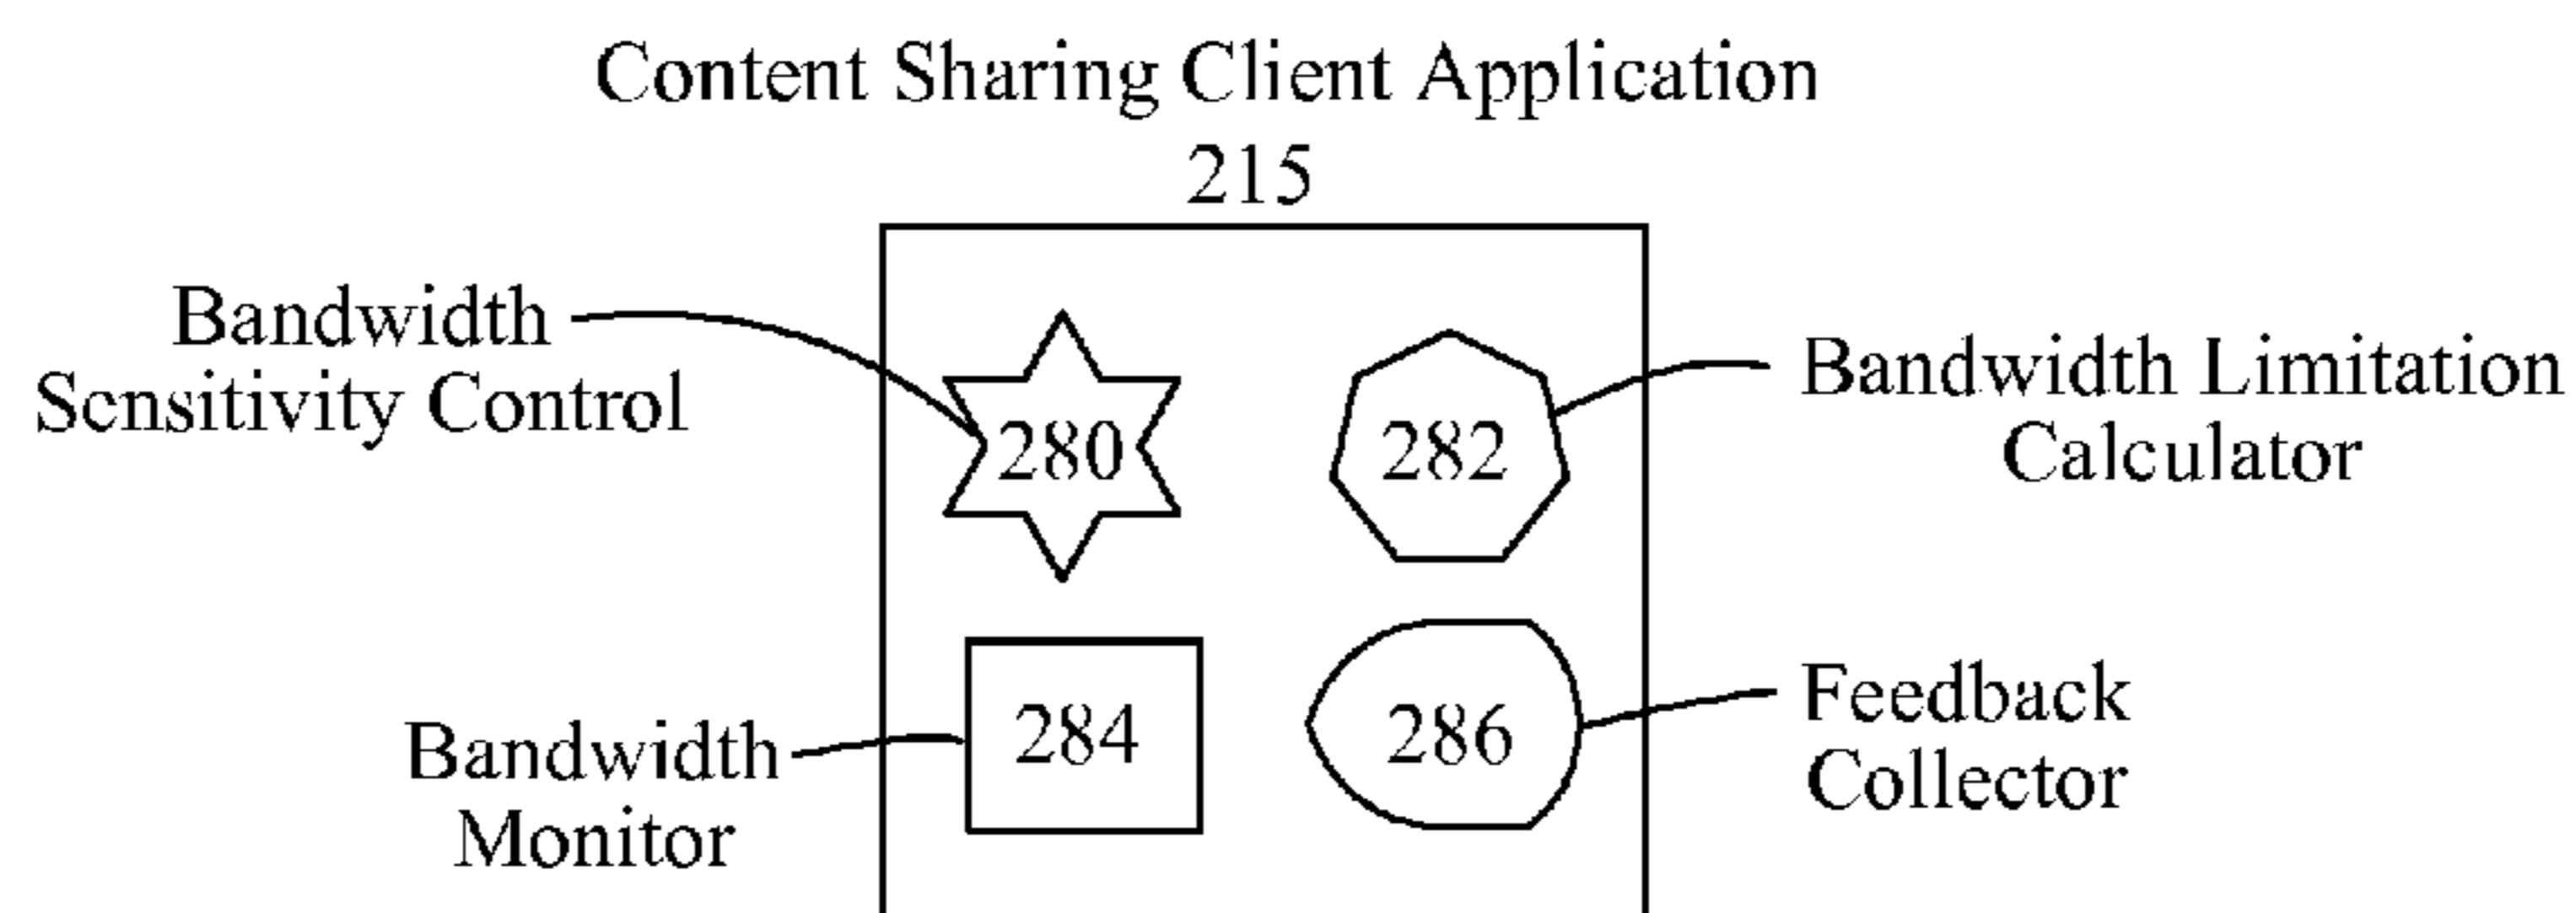 Content Sharing Client Application
215
Bandwidth
Sensitivity Control
280
282
Bandwidth Limitation
Calculator
Bandwidth
Monitor
284
286
Feedback
Collector